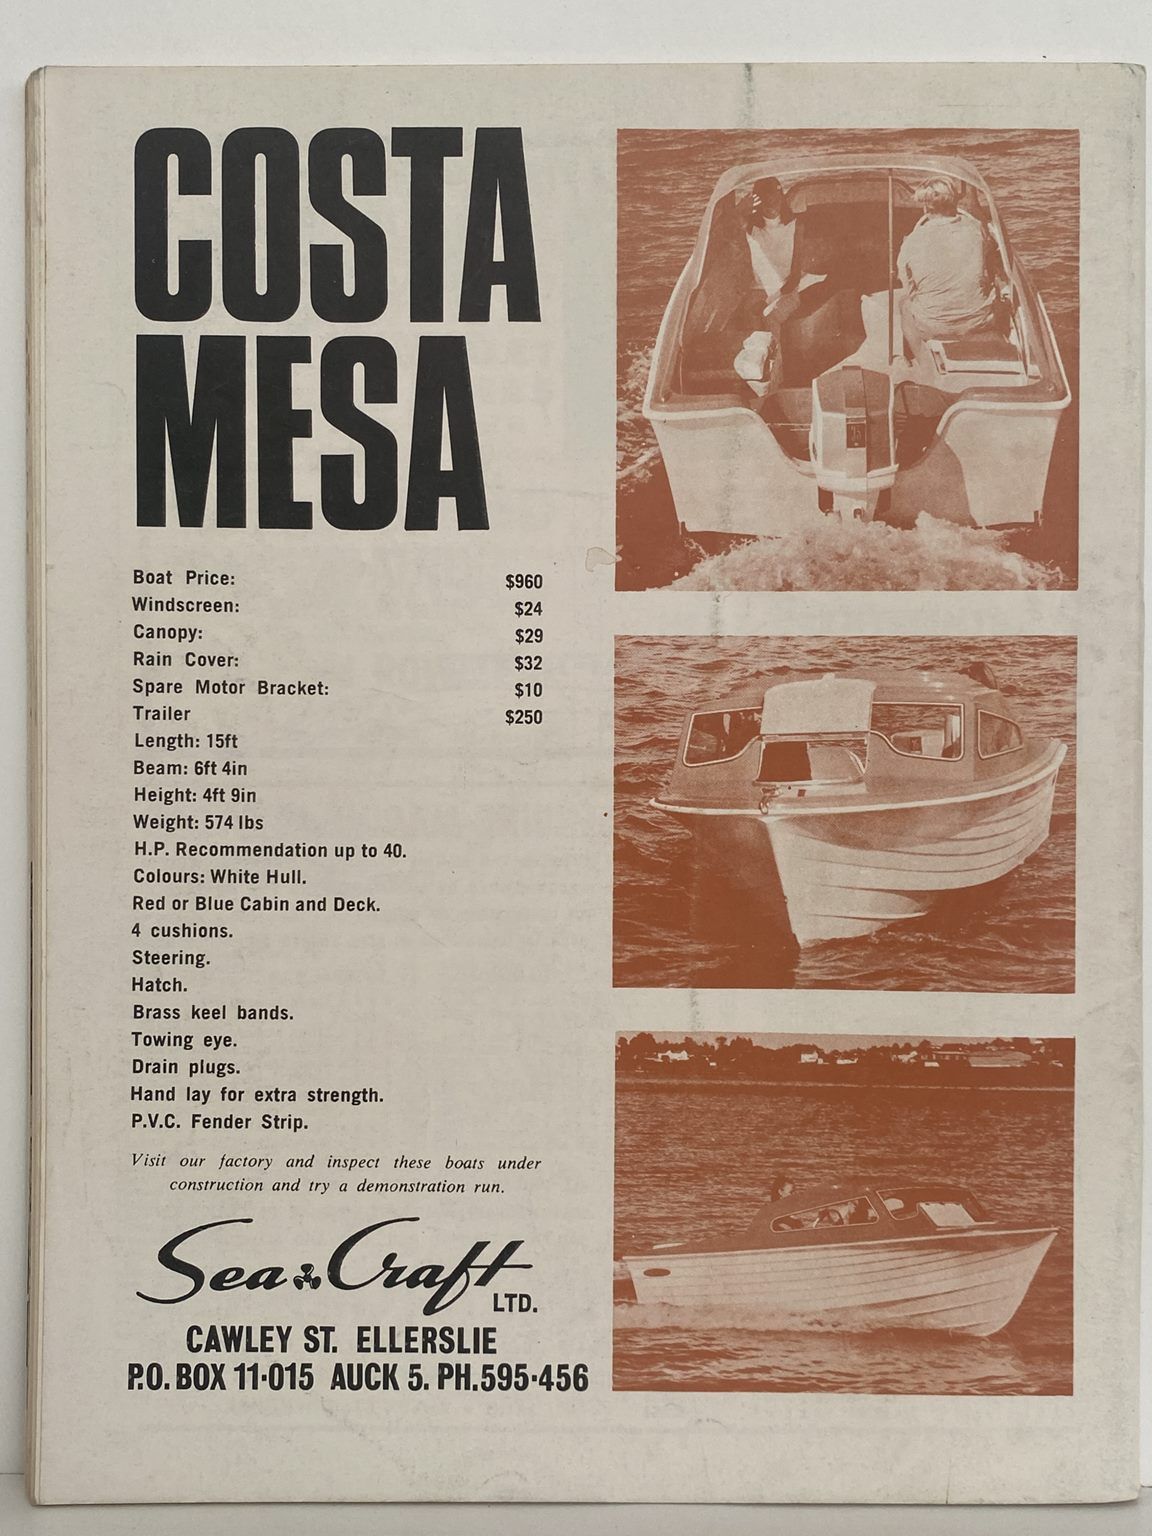 COSTA
MESA
Boat Price: $960
Windscreen: $24
Canopy: $29
Rain Cover: $32
Spare Motor Bracket: $10
Trailer $250
Length: 15ft
Beam: 6ft 4in
Height: 4ft 9in
Weight: 574 lbs
H.P. Recommendation up to 40.
Colours: White Hull.
Red or Blue Cabin and Deck.
4 cushions.
Steering.
Hatch.
Brass keel bands.
Towing eye.
Drain plugs.
Hand lay for extra strength.
P.V.C. Fender Strip.
Visit our factory and inspect these boats under
construction and try a demonstration run.
Sea Craft
LTD.
CAWLEY ST. ELLERSLIE
P.O. BOX 11·015 AUCK 5. PH.595·456